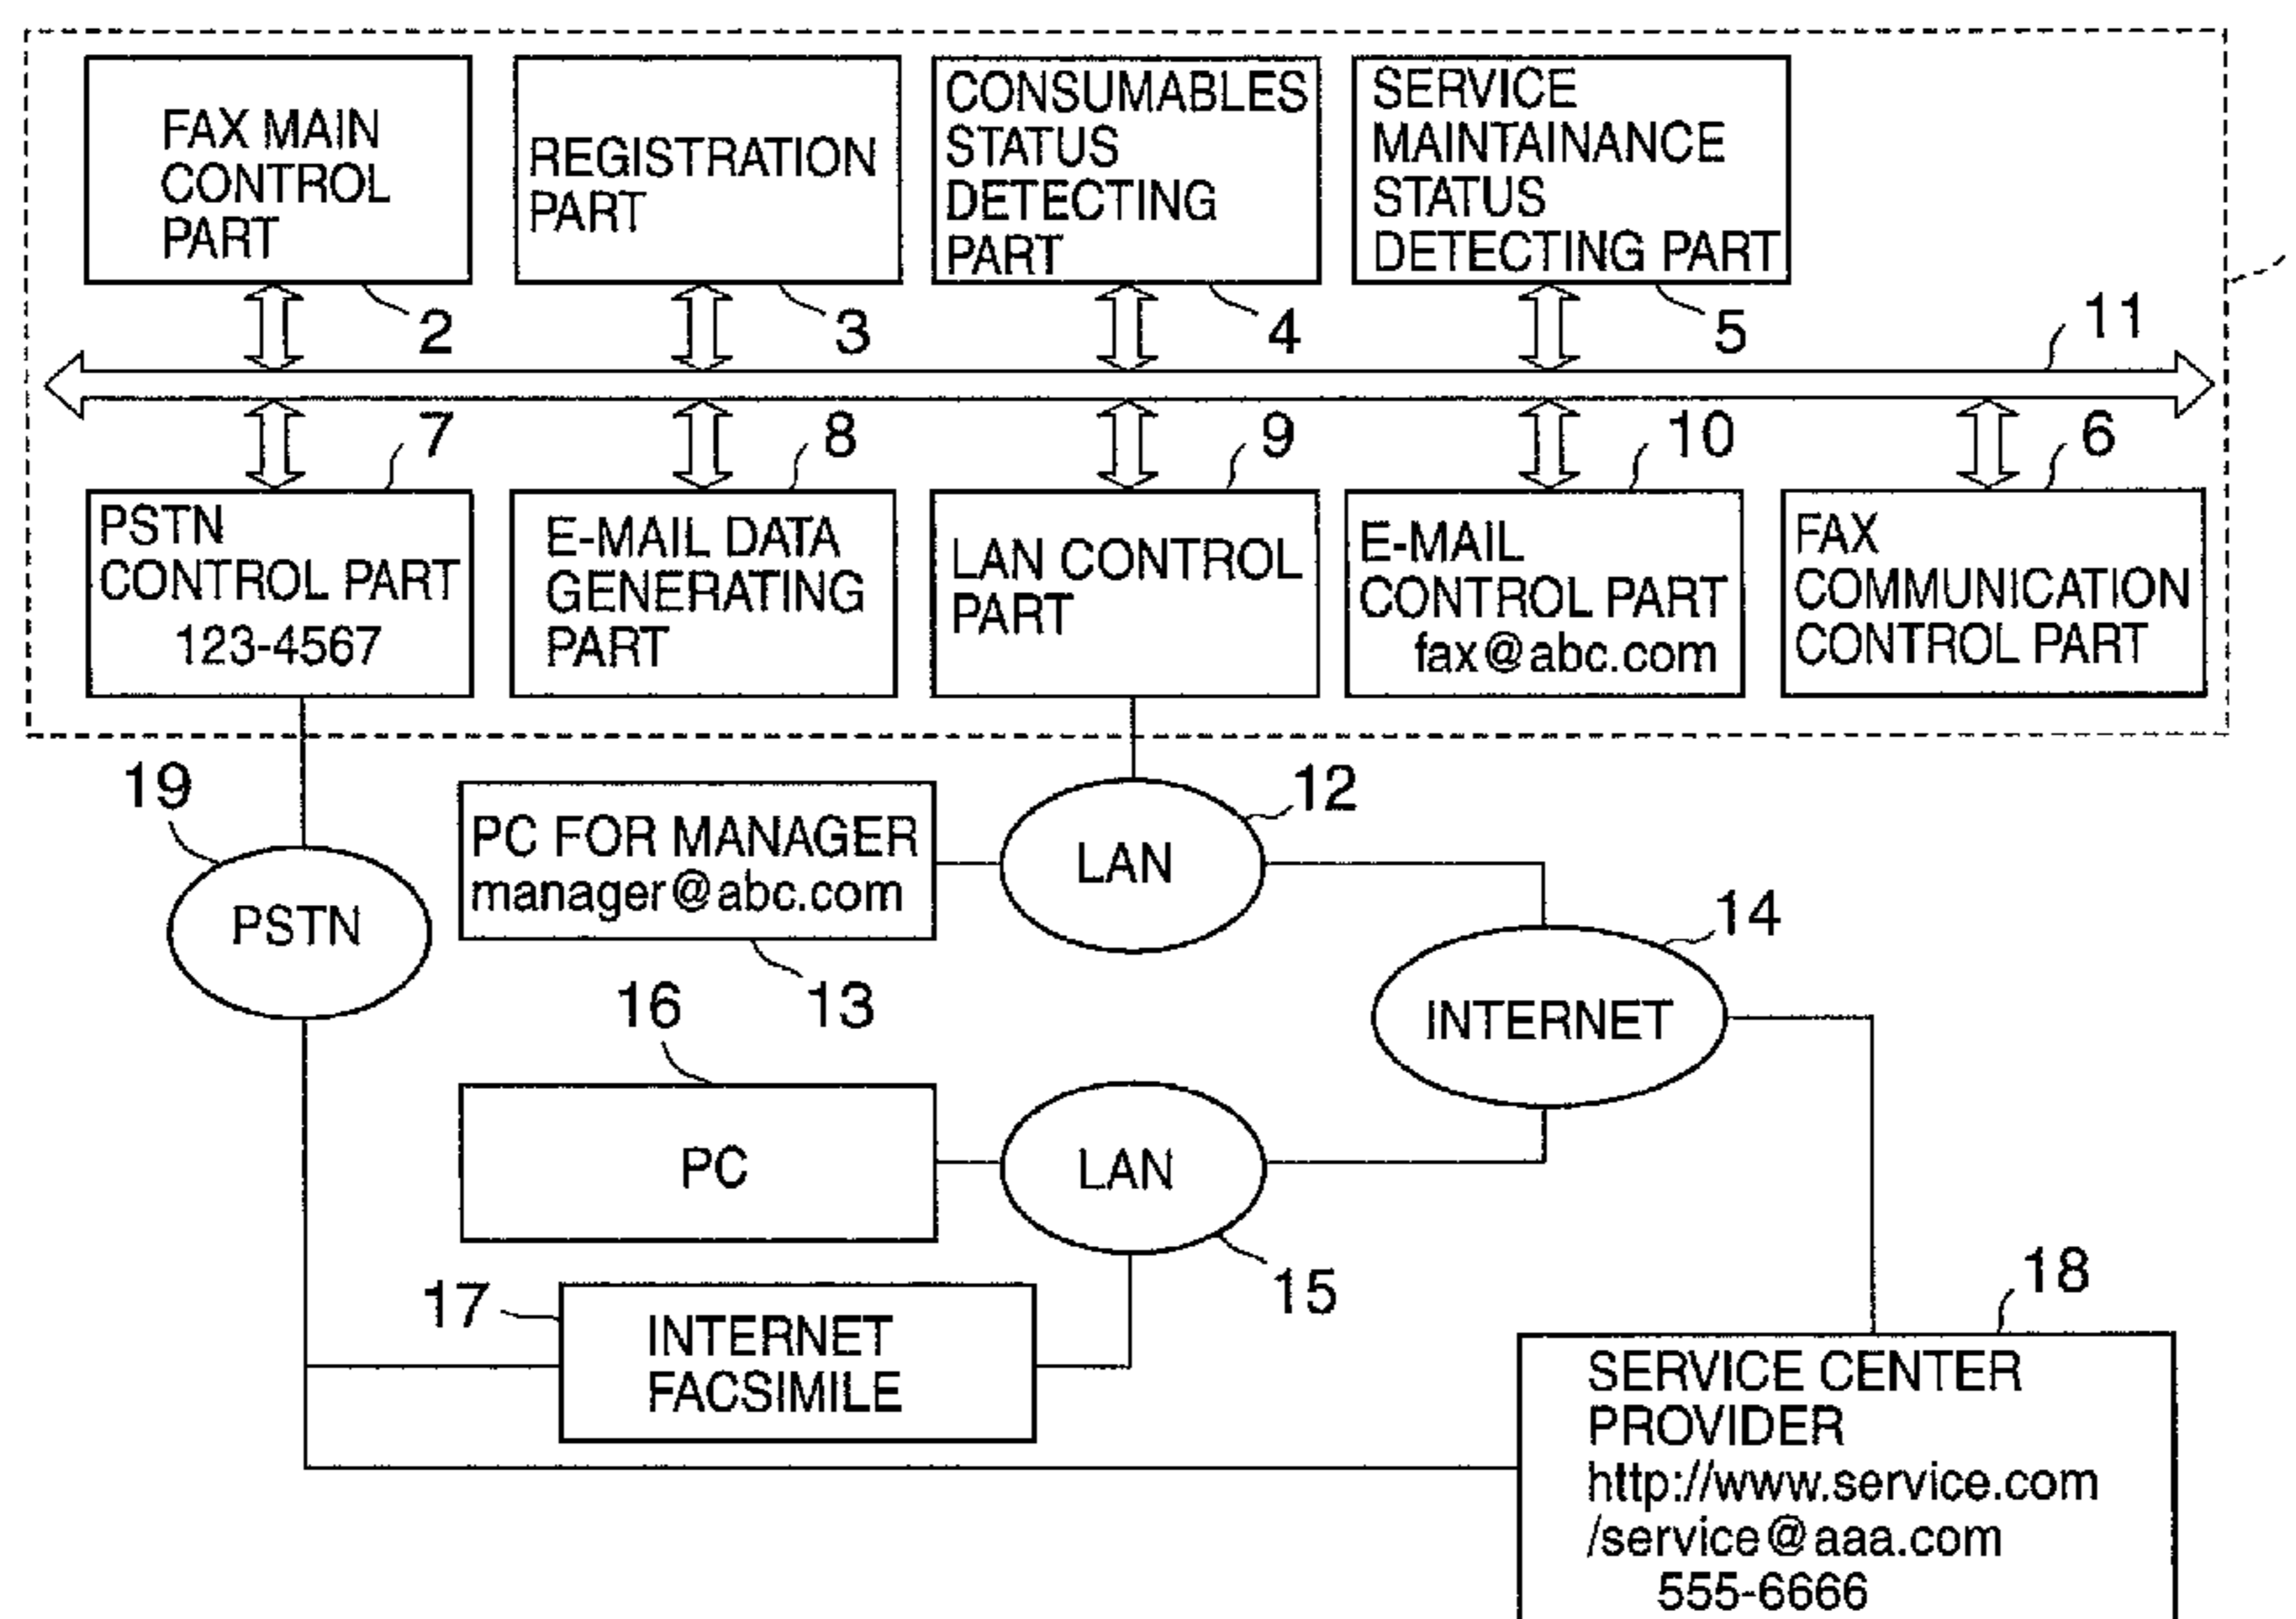 FAX MAIN
CONTROL
PART
2
REGISTRATION
PART
3
CONSUMABLES
STATUS
DETECTING
PART
4
SERVICE
MAINTAINANCE
STATUS
DETECTING PART
5
11
7
PSTN
CONTROL PART
123-4567
8
E-MAIL DATA
GENERATING
PART
9
LAN CONTROL
PART
10
E-MAIL
CONTROL PART
fax@abc.com
6
FAX
COMMUNICATION
CONTROL PART
19
PSTN
PC FOR MANAGER
manager@abc.com
13
12
LAN
14
INTERNET
16
PC
LAN
15
17
INTERNET
FACSIMILE
18
SERVICE CENTER
PROVIDER
http://www.service.com
/service@aaa.com
555-6666